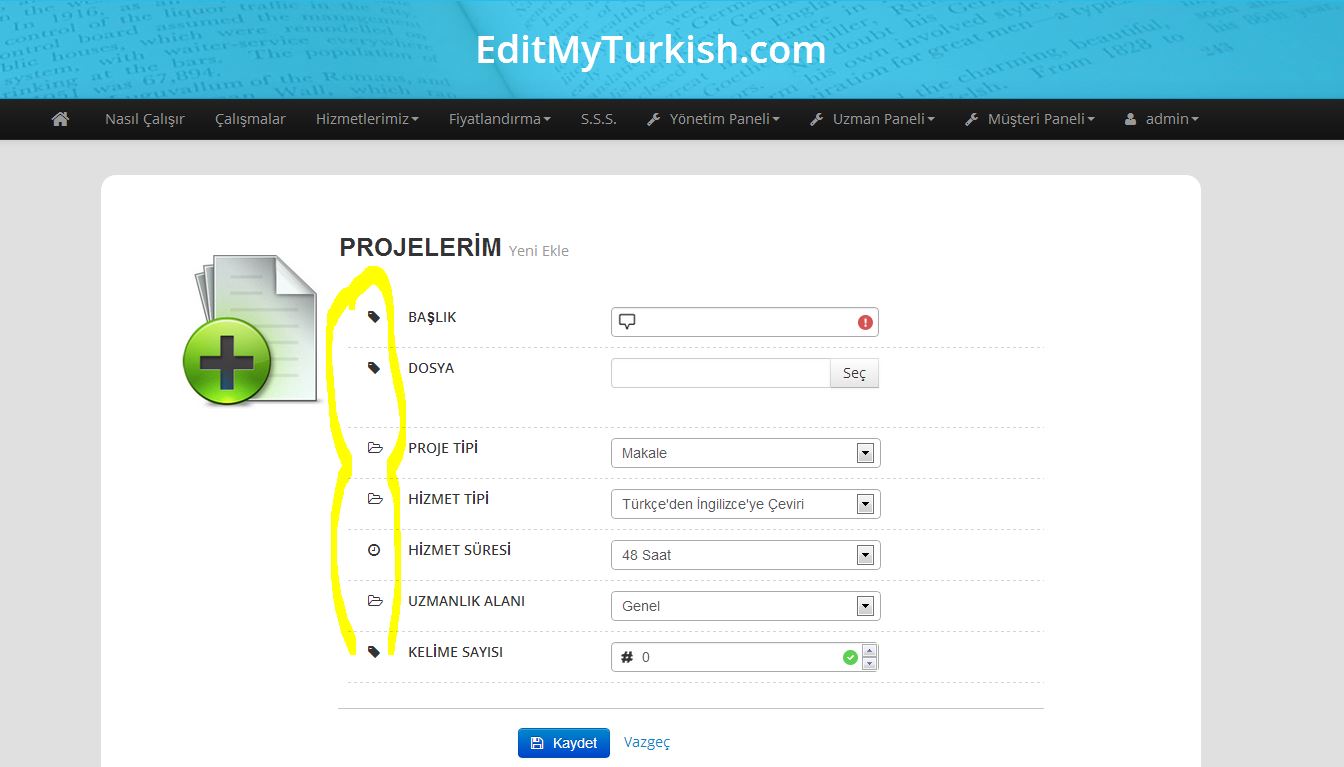 EditMyTurkish.com
Nasıl Çalışır Çalışmalar Hizmetlerimiz Fiyatlandırma S.S.S. Yönetim Paneli Uzman Paneli Müşteri Paneli admin
PROJELERİM Yeni Ekle
BAŞLIK
DOSYA Seç
PROJE TİPİ Makale
HİZMET TİPİ Türkçe'den İngilizce'ye Çeviri
HİZMET SÜRESİ 48 Saat
UZMANLIK ALANI Genel
KELİME SAYISI # 0
Kaydet Vazgeç